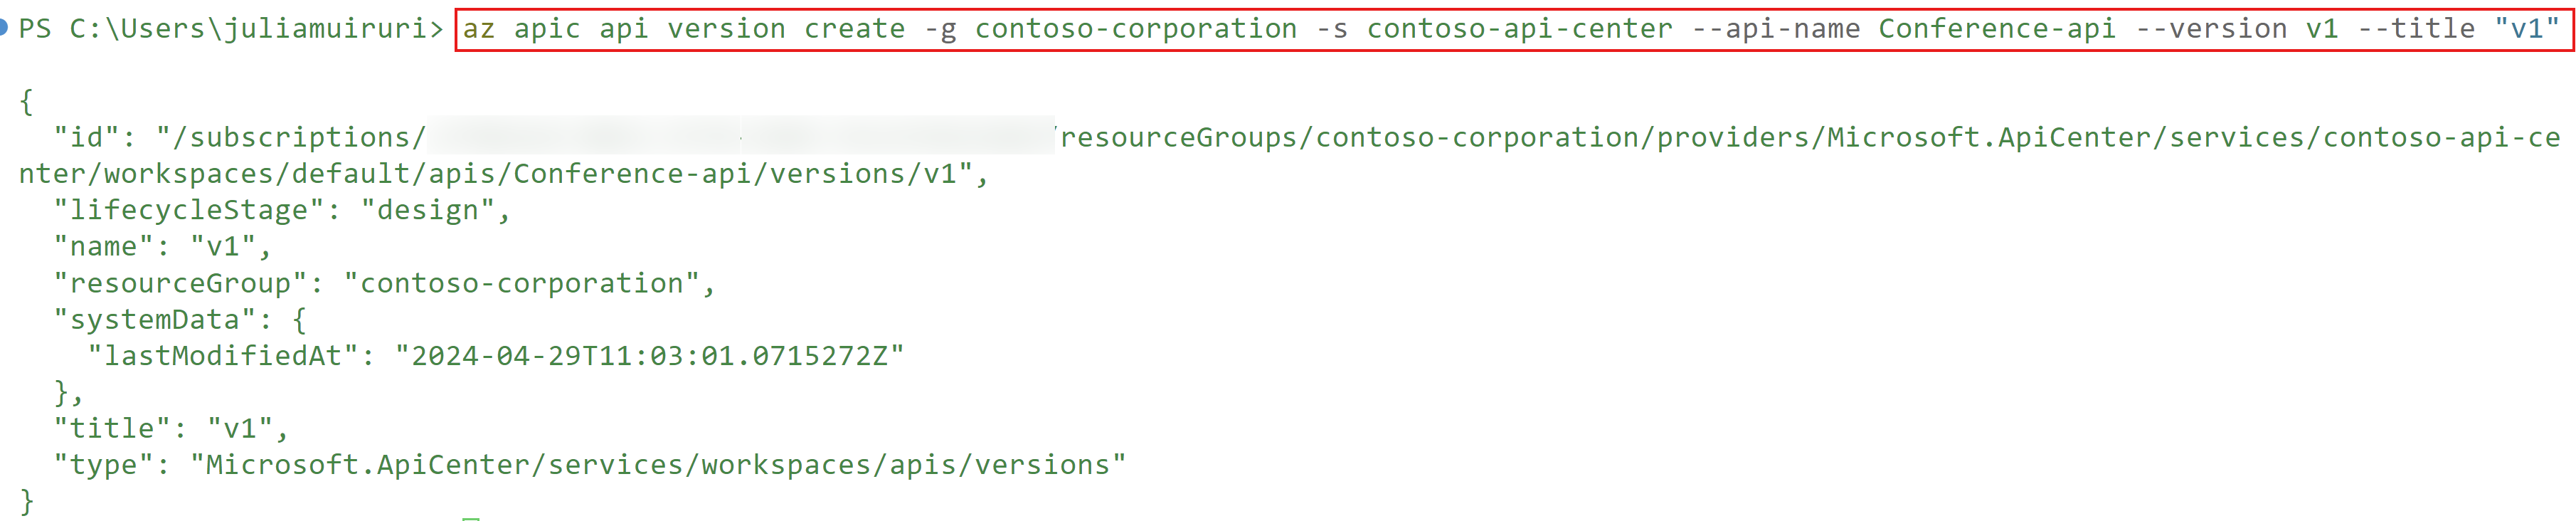 PS C:\Users\juliamuiruri> az apic api version create -g contoso-corporation -s contoso-api-center --api-name Conference-api --version v1 --title "v1"
{
  "id": "/subscriptions/ /resourceGroups/contoso-corporation/providers/Microsoft.ApiCenter/services/contoso-api-ce
nter/workspaces/default/apis/Conference-api/versions/v1",
  "lifecycleStage": "design",
  "name": "v1",
  "resourceGroup": "contoso-corporation",
  "systemData": {
    "lastModifiedAt": "2024-04-29T11:03:01.0715272Z"
  },
  "title": "v1",
  "type": "Microsoft.ApiCenter/services/workspaces/apis/versions"
}